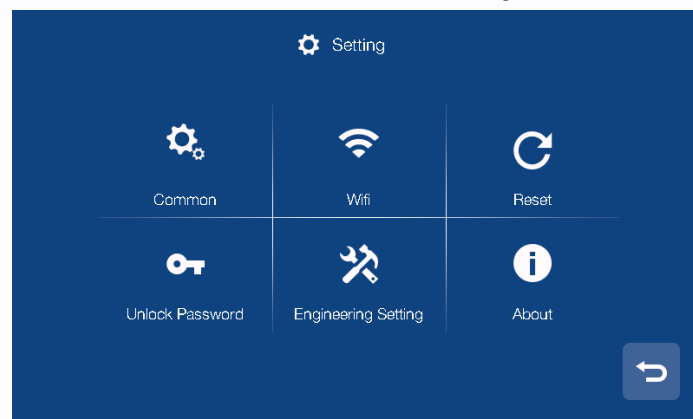 Setting
Common
Wifi
Reset
Unlock Password
Engineering Setting
About